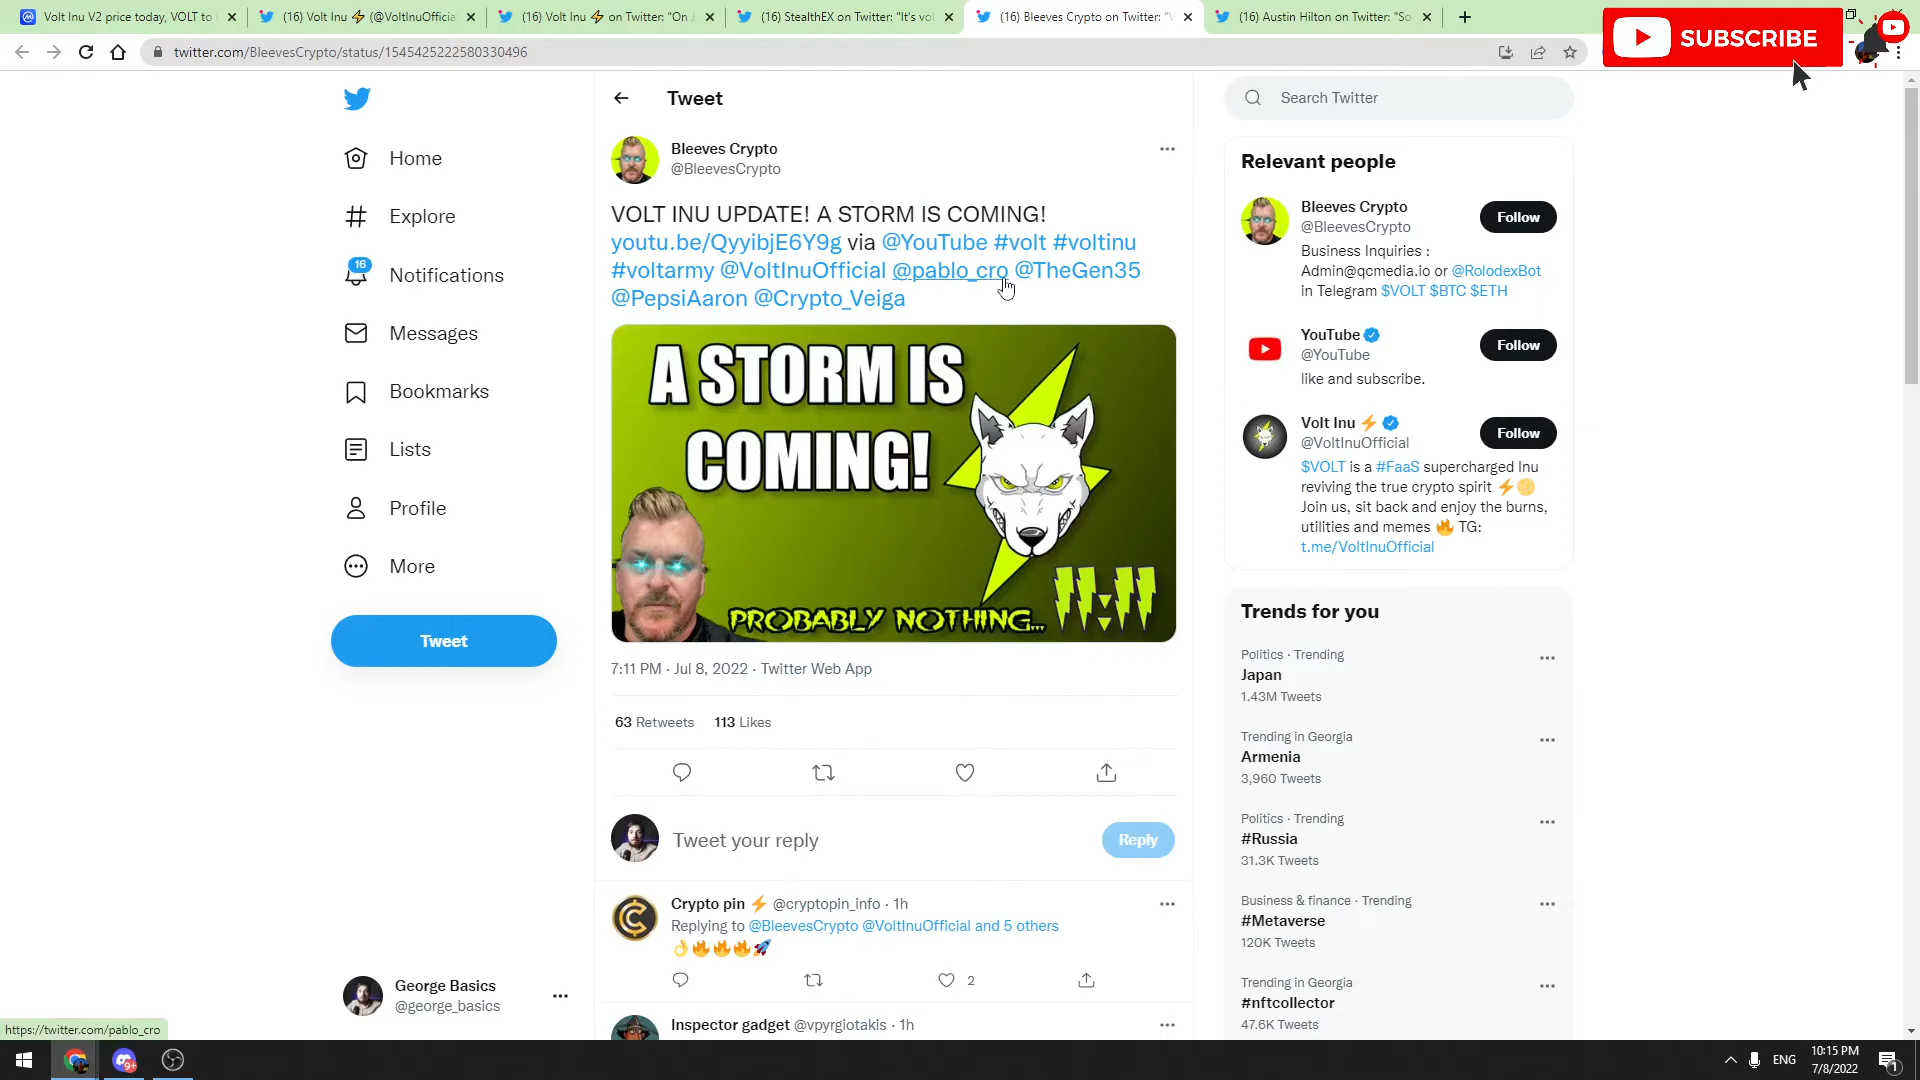 Volt Inu V2 price today, VOLT to
(16) Volt Inu ⚡ (@VoltInuOfficia
(16) Volt Inu ⚡ on Twitter: "On J
(16) StealthEX on Twitter: "It's vol
(16) Bleeves Crypto on Twitter: "V
(16) Austin Hilton on Twitter: "So
SUBSCRIBE
twitter.com/BleevesCrypto/status/1545425222580330496
Home
Explore
16
Notifications
Messages
Bookmarks
Lists
Profile
More
Tweet
George Basics
@george_basics
Tweet
Bleeves Crypto
@BleevesCrypto
VOLT INU UPDATE! A STORM IS COMING!
youtu.be/QyyibjE6Y9g via @YouTube #volt #voltinu
#voltarmy @VoltInuOfficial @pablo_cro @TheGen35
@PepsiAaron @Crypto_Veiga
A STORM IS
COMING!
PROBABLY NOTHING...
11:11
7:11 PM · Jul 8, 2022 · Twitter Web App
63 Retweets 113 Likes
Tweet your reply
Reply
Crypto pin ⚡ @cryptopin_info · 1h
Replying to @BleevesCrypto @VoltInuOfficial and 5 others
👌🔥🔥🔥🚀
2
Inspector gadget @vpyrgiotakis · 1h
Search Twitter
Relevant people
Bleeves Crypto
@BleevesCrypto
Follow
Business Inquiries :
Admin@qcmedia.io or @RolodexBot
in Telegram $VOLT $BTC $ETH
YouTube
@YouTube
Follow
like and subscribe.
Volt Inu ⚡
@VoltInuOfficial
Follow
$VOLT is a #FaaS supercharged Inu
reviving the true crypto spirit ⚡🌕
Join us, sit back and enjoy the burns,
utilities and memes 🔥 TG:
t.me/VoltInuOfficial
Trends for you
Politics · Trending
Japan
1.43M Tweets
Trending in Georgia
Armenia
3,960 Tweets
Politics · Trending
#Russia
31.3K Tweets
Business & finance · Trending
#Metaverse
120K Tweets
Trending in Georgia
#nftcollector
47.6K Tweets
https://twitter.com/pablo_cro
9+
ENG
10:15 PM
7/8/2022
1